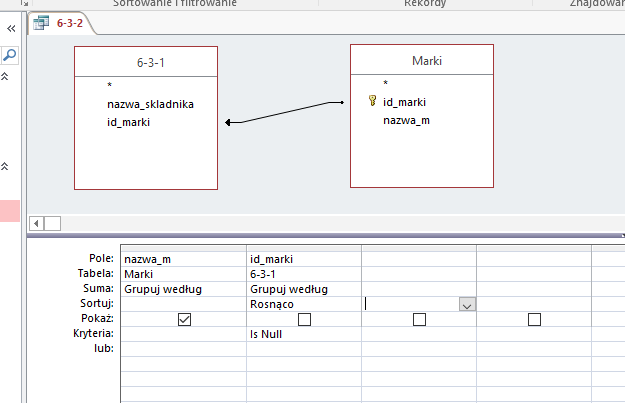 Sortowanie i filtrowanie
Rekordy
6-3-2
6-3-1
*
nazwa_skladnika
id_marki
Marki
*
id_marki
nazwa_m
Pole: nazwa_m id_marki
Tabela: Marki 6-3-1
Suma: Grupuj według Grupuj według
Sortuj: Rosnąco
Pokaż:
Kryteria: Is Null
lub: